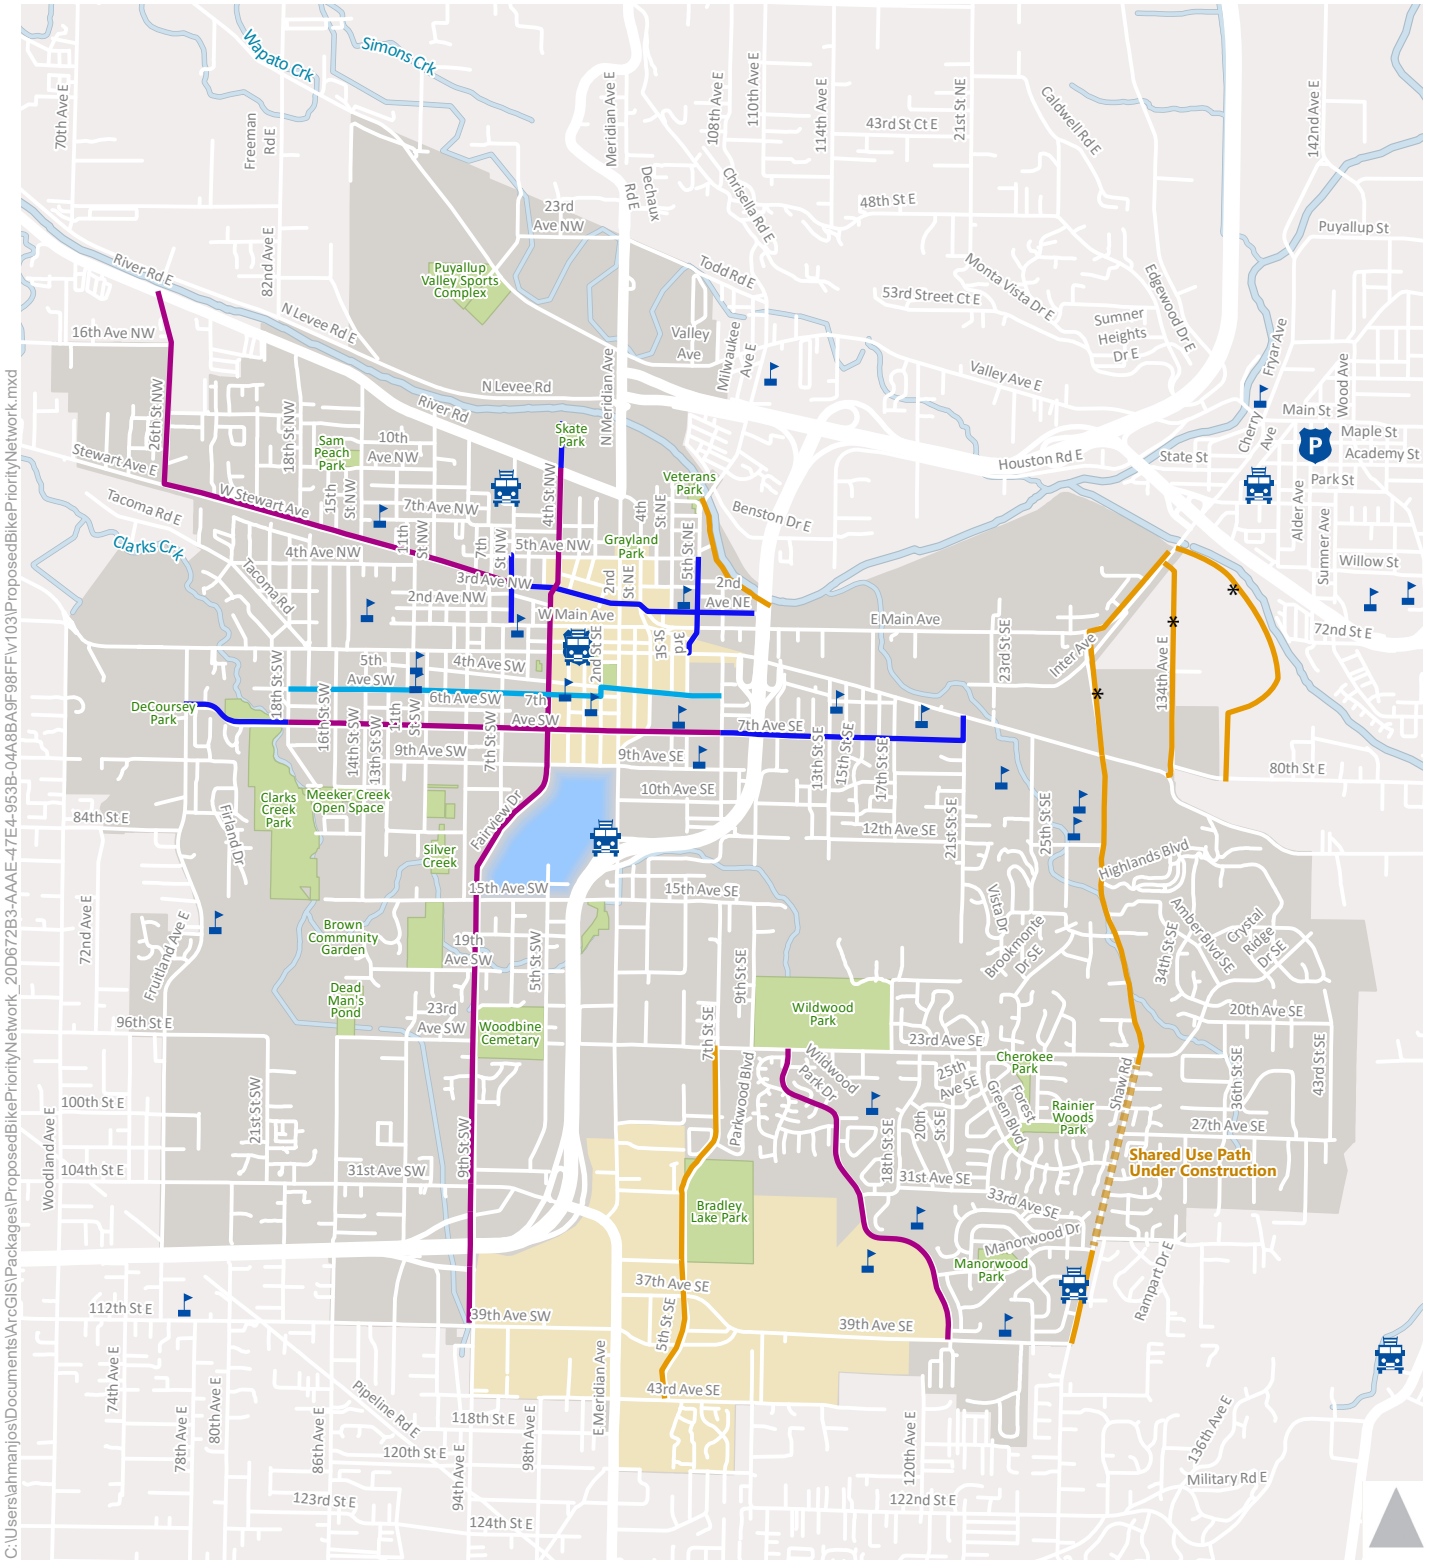 Wapato Crk
Simons Crk
70th Ave E
Freeman
Rd E
Meridian Ave E
108th Ave E
110th Ave E
114th Ave E
43rd St Ct E
21st St NE
Caldwell Rd E
142nd Ave E
Dechaux
Rd E
Chrisella Rd E
23rd
Ave NW
48th St E
Puyallup St
River Rd E
82nd Ave E
Puyallup
Valley Sports
Complex
Todd Rd E
Monta Vista Dr E
Edgewood Dr E
53rd Street Ct E
N Levee Rd E
16th Ave NW
Valley
Ave
Milwaukee
Ave E
Sumner
Heights
Dr E
Fryar Ave
N Meridian Ave
N Levee Rd
Valley Ave E
Wood Ave
River Rd
Main St
Cherry
Ave
26th St NW
18th St NW
Sam
Peach
Park
10th
Ave NW
Skate
Park
Maple St
P
Academy St
Stewart Ave E
Houston Rd E
State St
Park St
W Stewart Ave
15th
St NW
Veterans
Park
4th St NW
Tacoma Rd E
7th Ave NW
4th
St NE
Benston Dr E
Alder Ave
Sumner Ave
Clarks Crk
4th Ave NW
11th
St NW
7th
St NW
5th Ave NW
Grayland
Park
5th St NE
Willow St
Tacoma Rd
3rd Ave NW
2nd
St NE
2nd
Ave NE
2nd Ave NW
W Main Ave
E Main Ave
72nd St E
5th
Ave SW
4th Ave SW
2nd St SE
3rd
St SE
23rd St SE
Inter Ave
134th Ave E
*
*
*
DeCoursey
Park
18th St SW
6th Ave SW
7th
Ave SW
7th Ave SE
16th St SW
14th St SW
13th St SW
11th
St SW
7th St SW
9th Ave SW
9th Ave SE
13th St SE
15th St SE
17th St SE
80th St E
Clarks
Creek
Park
Meeker Creek
Open Space
10th Ave SE
84th St E
Firland Dr
Fairview Dr
12th Ave SE
21st St SE
25th St SE
Silver
Creek
Highlands Blvd
15th Ave SW
15th Ave SE
72nd Ave E
Fruitland Ave E
Brown
Community
Garden
19th
Ave SW
5th St SW
9th St SE
Vista Dr
Brookmonte
Dr SE
34th St SE
Amber Blvd SE
Crystal
Ridge
Dr SE
Dead
Man's
Pond
23rd
Ave SW
Woodbine
Cemetery
7th St SE
Wildwood
Park
20th Ave SE
96th St E
23rd Ave SE
43rd St SE
Parkwood Blvd
Wildwood
Park Dr
Cherokee
Park
25th
Ave SE
36th St SE
Shaw Rd
100th St E
21st St SW
Forest
Green Blvd
Rainier
Woods
Park
20th
St SE
27th Ave SE
Woodland Ave E
104th St E
31st Ave SW
9th St SW
18th St SE
31st Ave SE
Shared Use Path
Under Construction
Bradley
Lake Park
33rd Ave SE
Manorwood Dr
Manorwood
Park
Rampart Dr E
37th Ave SE
112th St E
39th Ave SW
5th St SE
39th Ave SE
74th Ave E
78th Ave E
80th Ave E
86th Ave E
Pipeline Rd E
E Meridian Ave
43rd Ave SE
118th St E
94th Ave E
98th Ave E
120th St E
120th Ave E
136th Ave E
Military Rd E
123rd St E
122nd St E
124th St E
C:\Users\ahmanjos\Documents\ArcGIS\Packages\ProposedBikePriorityNetwork_20D672B3-AAAE-47E4-953B-04A8BA9F98FF\v103\ProposedBikePriorityNetwork.mxd